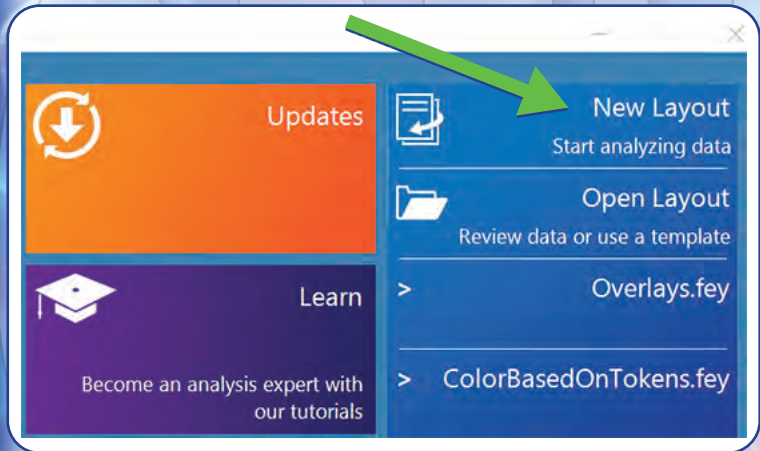 Updates
Learn
Become an analysis expert with
our tutorials
New Layout
Start analyzing data
Open Layout
Review data or use a template
> Overlays.fey
> ColorBasedOnTokens.fey